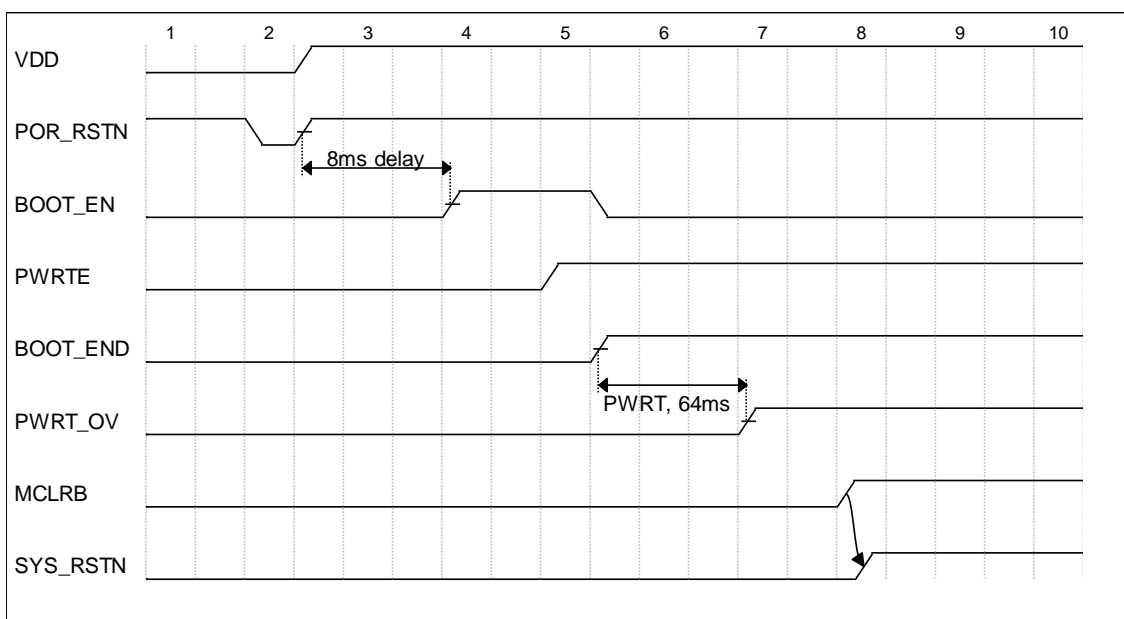 1 2 3 4 5 6 7 8 9 10
VDD
POR_RSTN
8ms delay
BOOT_EN
PWRTE
BOOT_END
PWRT, 64ms
PWRT_OV
MCLRB
SYS_RSTN